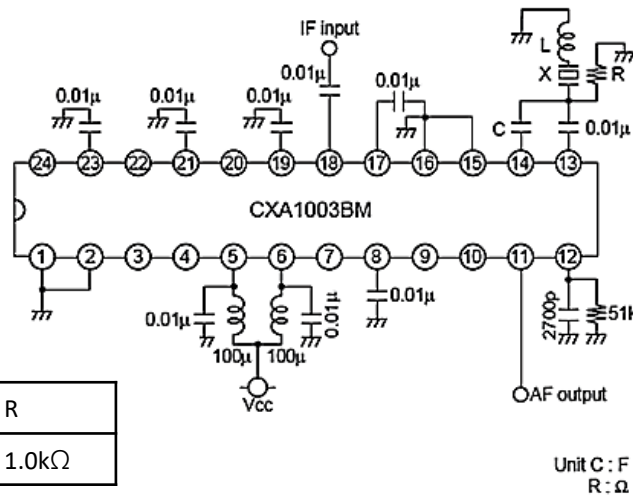 IF input
L
X
R
0.01μ
0.01μ
0.01μ
0.01μ
0.01μ
C
0.01μ
24 23 22 21 20 19 18 17 16 15 14 13
CXA1003BM
1 2 3 4 5 6 7 8 9 10 11 12
0.01μ
0.01μ
0.01μ
2700p
51K
100μ
100μ
Vcc
AF output
R
1.0kΩ
Unit C : F
R : Ω